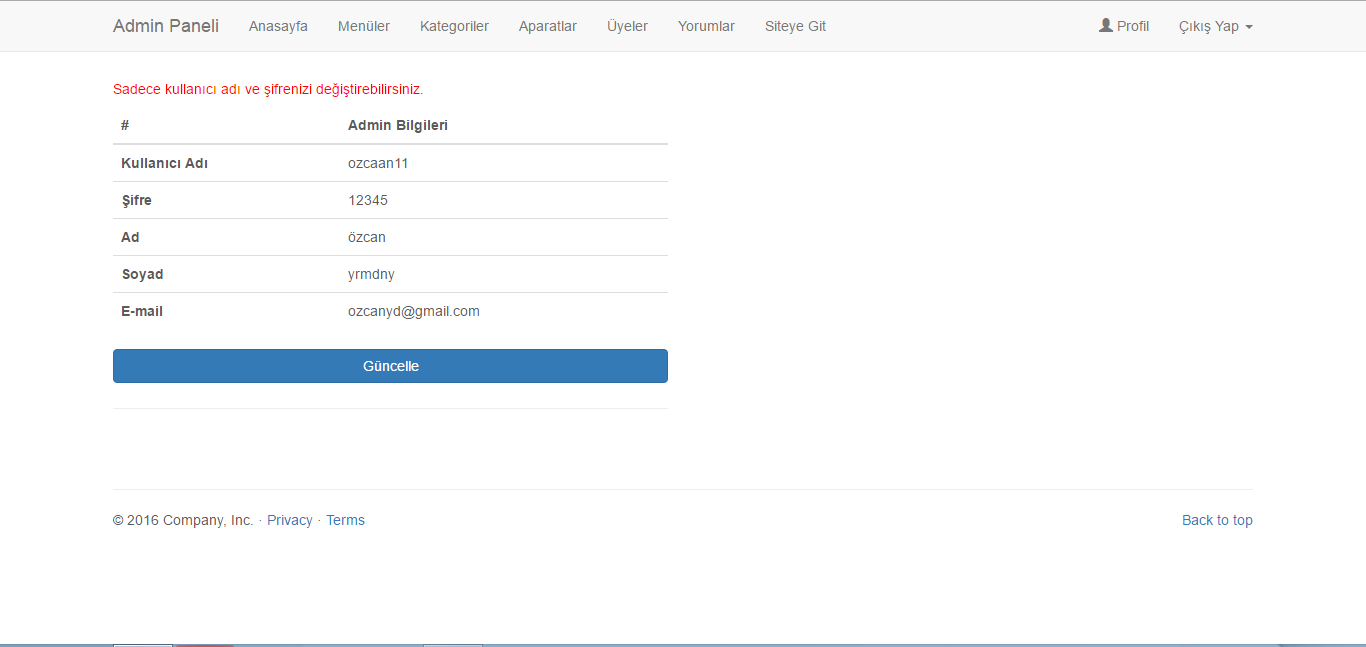 Admin Paneli Anasayfa Menüler Kategoriler Aparatlar Üyeler Yorumlar Siteye Git Profil Çıkış Yap
Sadece kullanıcı adı ve şifrenizi değiştirebilirsiniz.
# Admin Bilgileri
Kullanıcı Adı ozcaan11
Şifre 12345
Ad özcan
Soyad yrmdny
E-mail ozcanyd@gmail.com
Güncelle
© 2016 Company, Inc. · Privacy · Terms Back to top